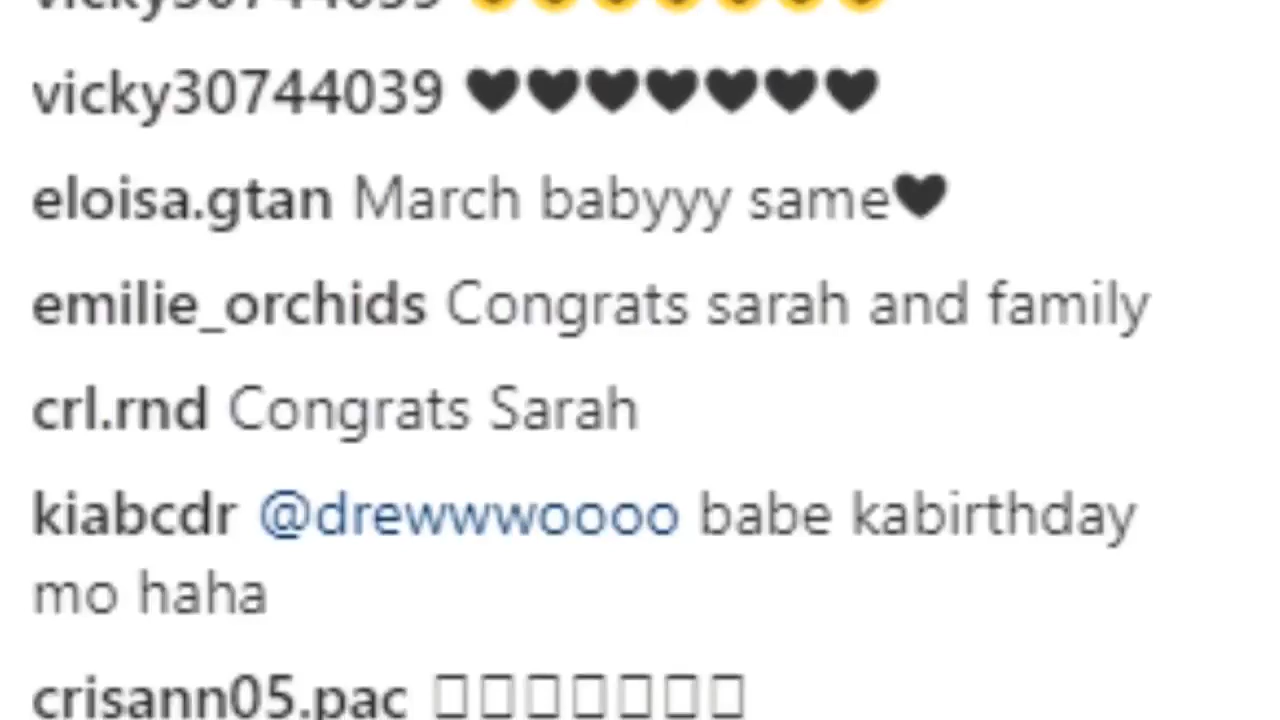 vicky30744039
vicky30744039 🖤🖤🖤🖤🖤🖤🖤
eloisa.gtan March babyyy same🖤
emilie_orchids Congrats sarah and family
crl.rnd Congrats Sarah
kiabcdr @drewwwoooo babe kabirthday
mo haha
crisann05.pac □□□□□□□